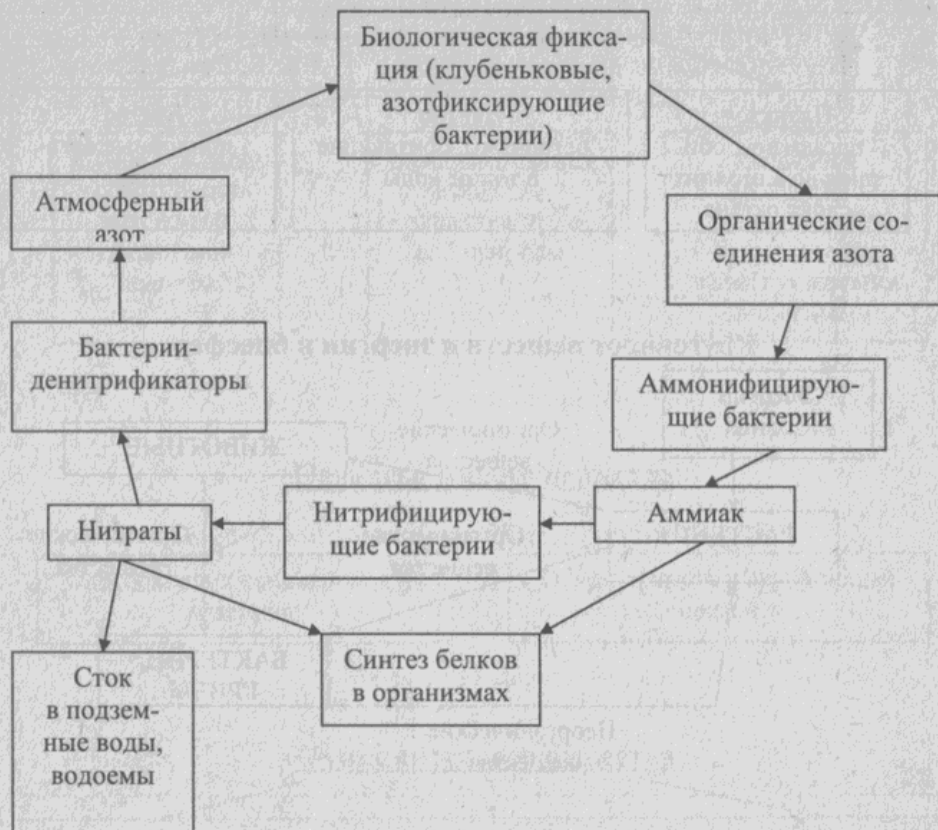 Биологическая фикса-
ция (клубеньковые,
азотфиксирующие
бактерии)
Атмосферный
азот
Органические со-
единения азота
Бактерии-
денитрификаторы
Аммонифицирую-
щие бактерии
Нитраты
Нитрифицирую-
щие бактерии
Аммиак
Синтез белков
в организмах
Сток
в подзем-
ные воды,
водоемы